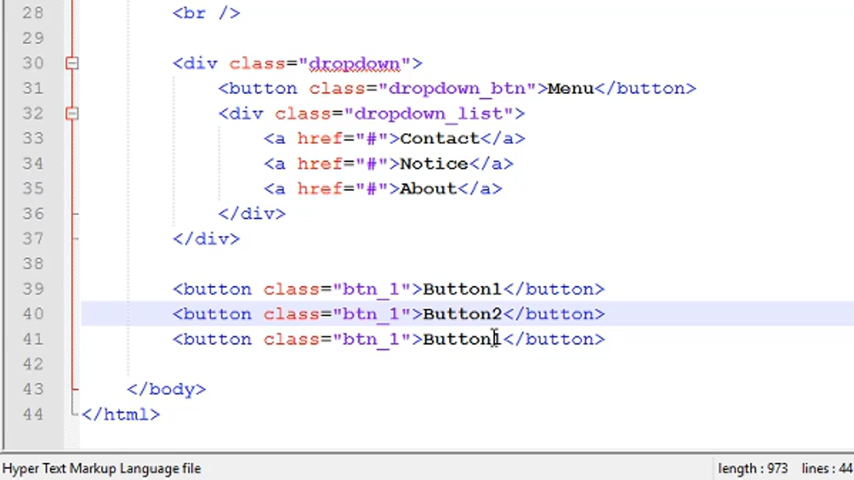 28 <br />
29
30 <div class="dropdown">
31 <button class="dropdown_btn">Menu</button>
32 <div class="dropdown_list">
33 <a href="#">Contact</a>
34 <a href="#">Notice</a>
35 <a href="#">About</a>
36 </div>
37 </div>
38
39 <button class="btn_1">Button1</button>
40 <button class="btn_1">Button2</button>
41 <button class="btn_1">Button1</button>
42
43 </body>
44 </html>
Hyper Text Markup Language file length : 973 lines : 44